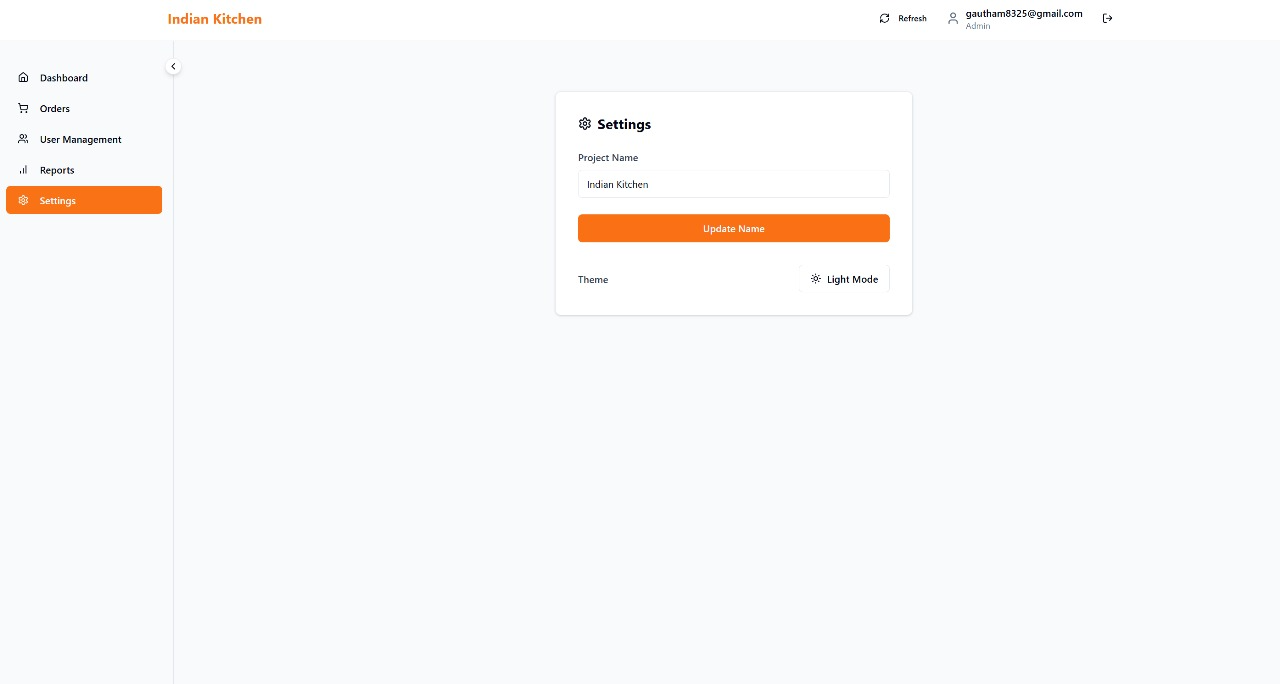 Indian Kitchen
Refresh
gautham8325@gmail.com
Admin
Dashboard
Orders
User Management
Reports
Settings
Settings
Project Name
Indian Kitchen
Update Name
Theme
Light Mode